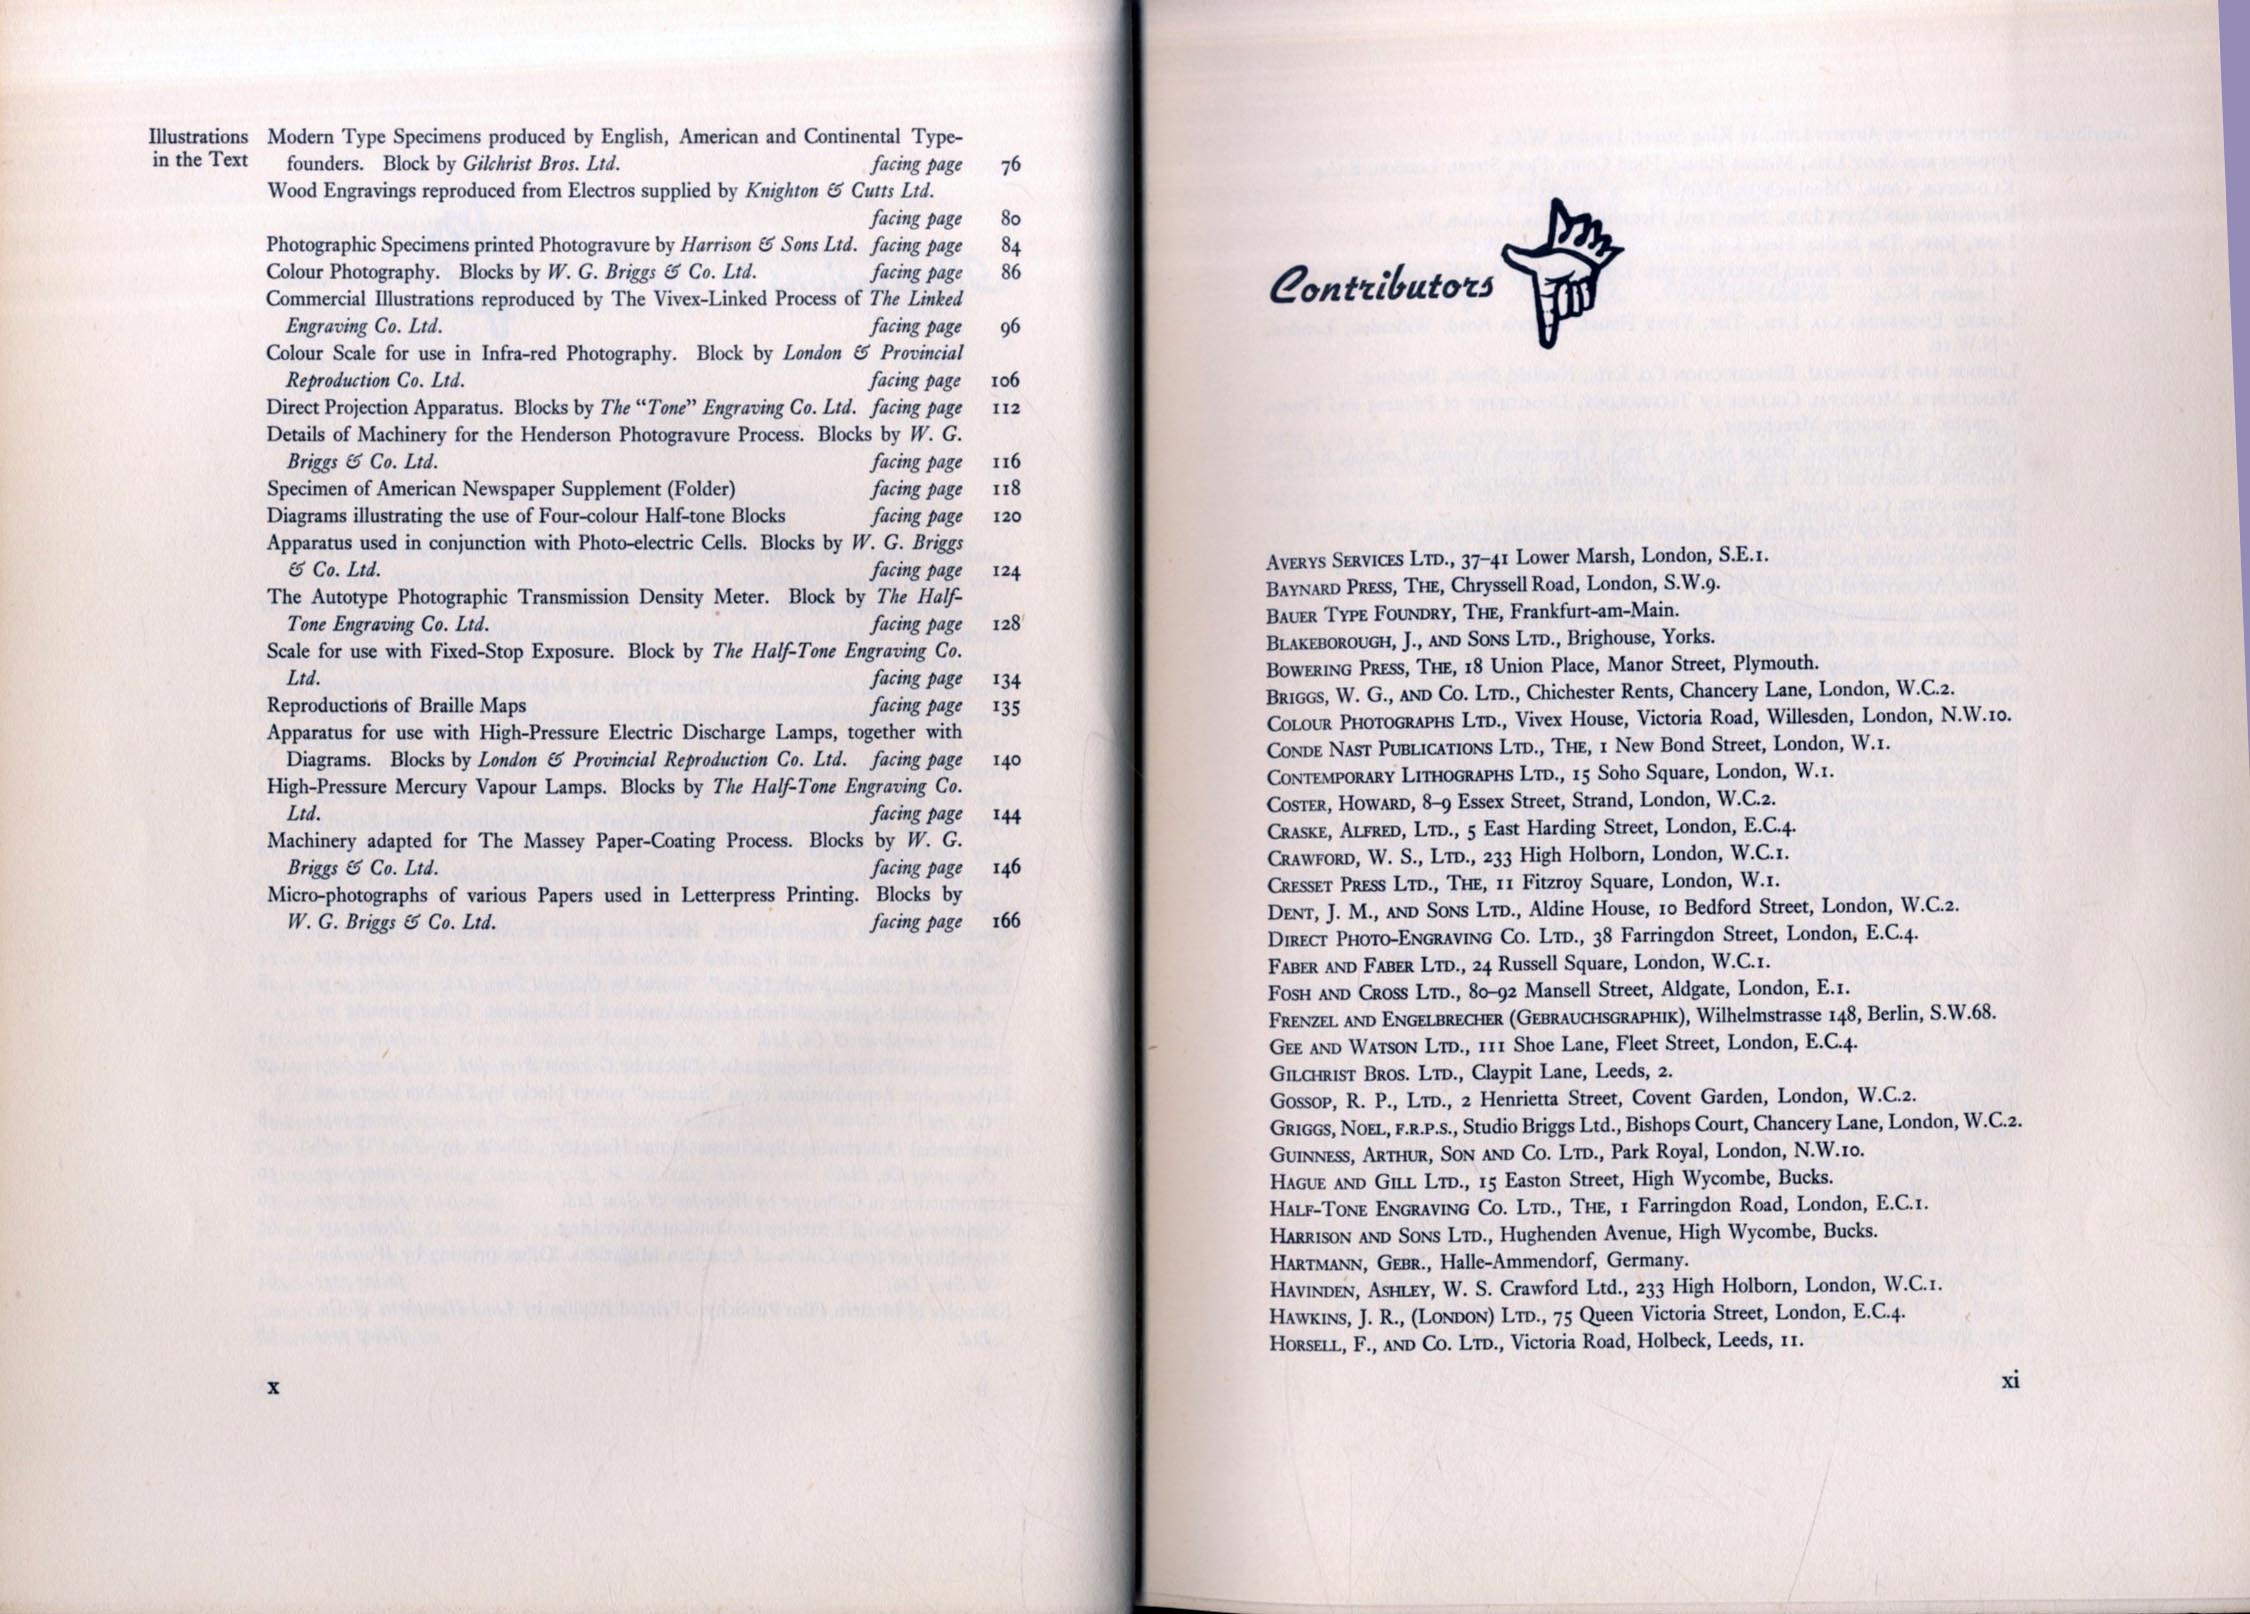 Illustrations
in the Text
Modern Type Specimens produced by English, American and Continental Type-
founders. Block by Gilchrist Bros. Ltd. facing page 76
Wood Engravings reproduced from Electros supplied by Knighton & Cutts Ltd.
facing page 80
Photographic Specimens printed Photogravure by Harrison & Sons Ltd. facing page 84
Colour Photography. Blocks by W. G. Briggs & Co. Ltd. facing page 86
Commercial Illustrations reproduced by The Vivex-Linked Process of The Linked
Engraving Co. Ltd. facing page 96
Colour Scale for use in Infra-red Photography. Block by London & Provincial
Reproduction Co. Ltd. facing page 106
Direct Projection Apparatus. Blocks by The “Tone” Engraving Co. Ltd. facing page 112
Details of Machinery for the Henderson Photogravure Process. Blocks by W. G.
Briggs & Co. Ltd. facing page 116
Specimen of American Newspaper Supplement (Folder) facing page 118
Diagrams illustrating the use of Four-colour Half-tone Blocks facing page 120
Apparatus used in conjunction with Photo-electric Cells. Blocks by W. G. Briggs
& Co. Ltd. facing page 124
The Autotype Photographic Transmission Density Meter. Block by The Half-
Tone Engraving Co. Ltd. facing page 128
Scale for use with Fixed-Stop Exposure. Block by The Half-Tone Engraving Co.
Ltd. facing page 134
Reproductions of Braille Maps facing page 135
Apparatus for use with High-Pressure Electric Discharge Lamps, together with
Diagrams. Blocks by London & Provincial Reproduction Co. Ltd. facing page 140
High-Pressure Mercury Vapour Lamps. Blocks by The Half-Tone Engraving Co.
Ltd. facing page 144
Machinery adapted for The Massey Paper-Coating Process. Blocks by W. G.
Briggs & Co. Ltd. facing page 146
Micro-photographs of various Papers used in Letterpress Printing. Blocks by
W. G. Briggs & Co. Ltd. facing page 166
x
Contributors
AVERYS SERVICES LTD., 37–41 Lower Marsh, London, S.E.1.
BAYNARD PRESS, THE, Chryssell Road, London, S.W.9.
BAUER TYPE FOUNDRY, THE, Frankfurt-am-Main.
BLAKEBOROUGH, J., AND SONS LTD., Brighouse, Yorks.
BOWERING PRESS, THE, 18 Union Place, Manor Street, Plymouth.
BRIGGS, W. G., AND CO. LTD., Chichester Rents, Chancery Lane, London, W.C.2.
COLOUR PHOTOGRAPHS LTD., Vivex House, Victoria Road, Willesden, London, N.W.10.
CONDE NAST PUBLICATIONS LTD., THE, 1 New Bond Street, London, W.1.
CONTEMPORARY LITHOGRAPHS LTD., 15 Soho Square, London, W.1.
COSTER, HOWARD, 8–9 Essex Street, Strand, London, W.C.2.
CRASKE, ALFRED, LTD., 5 East Harding Street, London, E.C.4.
CRAWFORD, W. S., LTD., 233 High Holborn, London, W.C.1.
CRESSET PRESS LTD., THE, 11 Fitzroy Square, London, W.1.
DENT, J. M., AND SONS LTD., Aldine House, 10 Bedford Street, London, W.C.2.
DIRECT PHOTO-ENGRAVING CO. LTD., 38 Farringdon Street, London, E.C.4.
FABER AND FABER LTD., 24 Russell Square, London, W.C.1.
FOSH AND CROSS LTD., 80–92 Mansell Street, Aldgate, London, E.1.
FRENZEL AND ENGELBRECHER (GEBRAUCHSGRAPHIK), Wilhelmstrasse 148, Berlin, S.W.68.
GEE AND WATSON LTD., 111 Shoe Lane, Fleet Street, London, E.C.4.
GILCHRIST BROS. LTD., Claypit Lane, Leeds, 2.
GOSSOP, R. P., LTD., 2 Henrietta Street, Covent Garden, London, W.C.2.
GRIGGS, NOEL, F.R.P.S., Studio Briggs Ltd., Bishops Court, Chancery Lane, London, W.C.2.
GUINNESS, ARTHUR, SON AND CO. LTD., Park Royal, London, N.W.10.
HAGUE AND GILL LTD., 15 Easton Street, High Wycombe, Bucks.
HALF-TONE ENGRAVING CO. LTD., THE, 1 Farringdon Road, London, E.C.1.
HARRISON AND SONS LTD., Hughenden Avenue, High Wycombe, Bucks.
HARTMANN, GEBR., Halle-Ammendorf, Germany.
HAVINDEN, ASHLEY, W. S. Crawford Ltd., 233 High Holborn, London, W.C.1.
HAWKINS, J. R., (LONDON) LTD., 75 Queen Victoria Street, London, E.C.4.
HORSELL, F., AND CO. LTD., Victoria Road, Holbeck, Leeds, 11.
xi